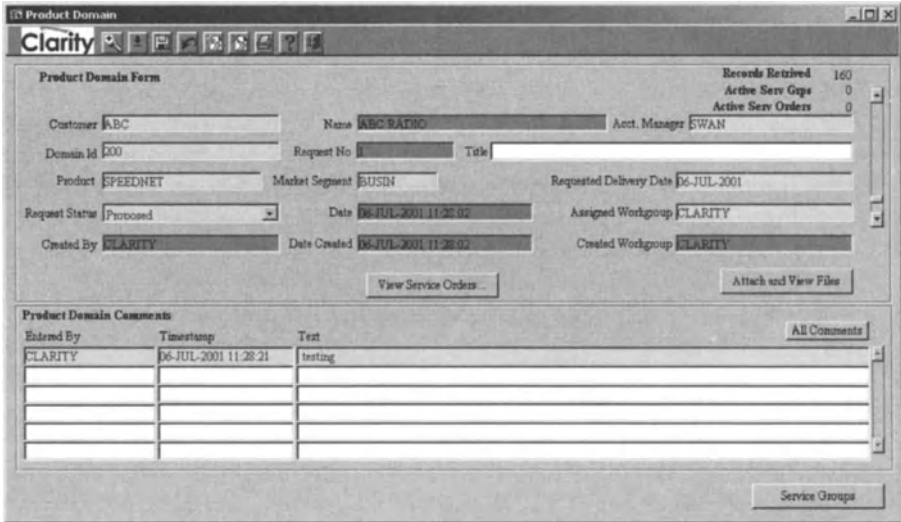 Product Domain
Clarity
Product Domain Form
Records Retrived 160
Active Serv Grps 0
Active Serv Orders 0
Customer ABC Name ABC RADIO Acct. Manager SWAN
Domain Id 200 Request No 1 Title
Product SPEEDNET Market Segment BUSIN Requested Delivery Date 06-JUL-2001
Request Status Proposed Date 06-JUL-2001 11:28:02 Assigned Workgroup CLARITY
Created By CLARITY Date Created 06-JUL-2001 11:28:02 Created Workgroup CLARITY
View Service Orders... Attach and View Files
Product Domain Comments
All Comments
Entered By Timestamp Text
CLARITY 06-JUL-2001 11:28:21 testing
Service Groups